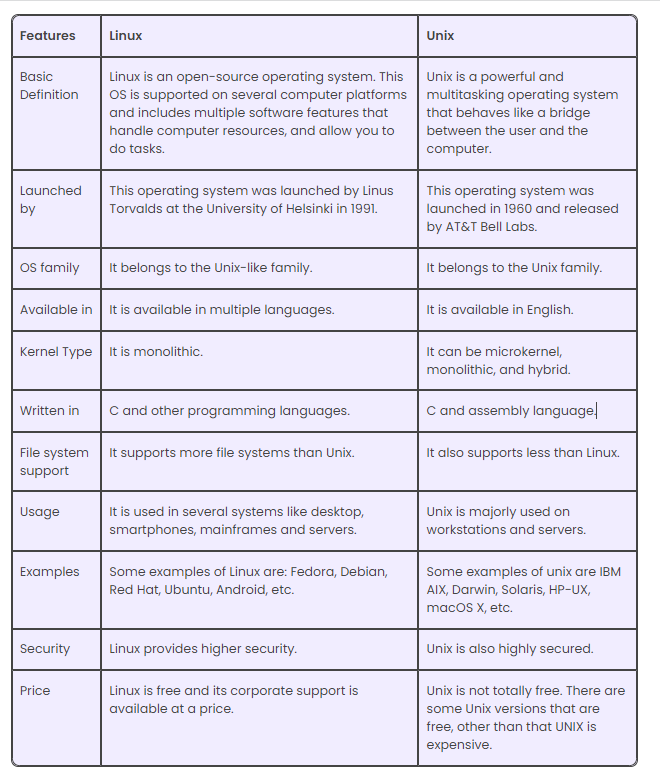 Features
Linux
Unix
Basic
Definition
Linux is an open-source operating system. This
OS is supported on several computer platforms
and includes multiple software features that
handle computer resources, and allow you to
do tasks.
Unix is a powerful and
multitasking operating system
that behaves like a bridge
between the user and the
computer.
Launched
by
This operating system was launched by Linus
Torvalds at the University of Helsinki in 1991.
This operating system was
launched in 1960 and released
by AT&T Bell Labs.
OS family
It belongs to the Unix-like family.
It belongs to the Unix family.
Available in
It is available in multiple languages.
It is available in English.
Kernel Type
It is monolithic.
It can be microkernel,
monolithic, and hybrid.
Written in
C and other programming languages.
C and assembly language.
File system
support
It supports more file systems than Unix.
It also supports less than Linux.
Usage
It is used in several systems like desktop,
smartphones, mainframes and servers.
Unix is majorly used on
workstations and servers.
Examples
Some examples of Linux are: Fedora, Debian,
Red Hat, Ubuntu, Android, etc.
Some examples of unix are IBM
AIX, Darwin, Solaris, HP-UX,
macOS X, etc.
Security
Linux provides higher security.
Unix is also highly secured.
Price
Linux is free and its corporate support is
available at a price.
Unix is not totally free. There are
some Unix versions that are
free, other than that UNIX is
expensive.